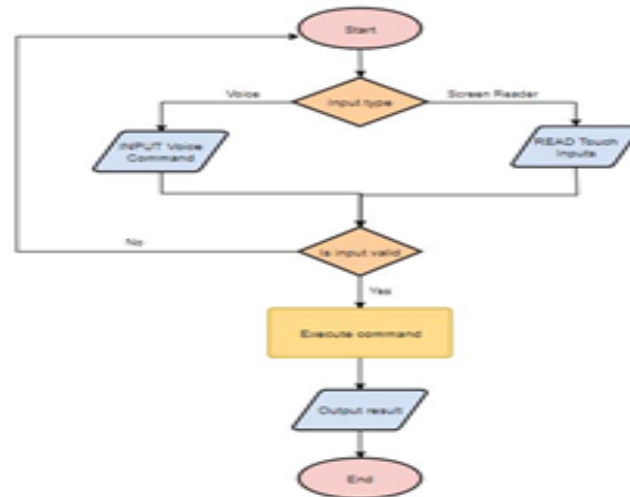 Start
Input type
Voice
Screen Reader
INPUT Voice
Command
READ Touch
Inputs
Is input valid
No
Yes
Execute command
Output result
End